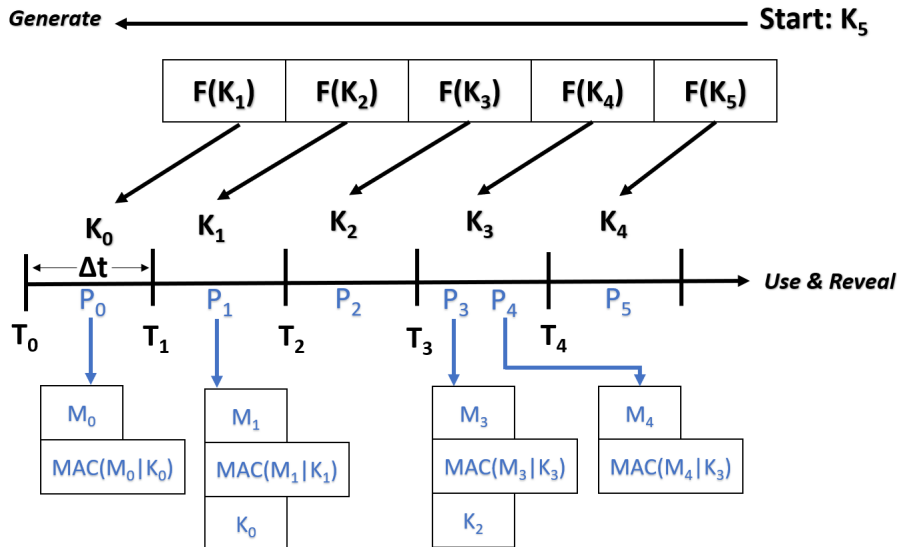 Generate
Start: K₅
F(K₁) F(K₂) F(K₃) F(K₄) F(K₅)
K₀ K₁ K₂ K₃ K₄
Δt
Use & Reveal
P₀ P₁ P₂ P₃ P₄ P₅
T₀ T₁ T₂ T₃ T₄
M₀ M₁ M₃ M₄
MAC(M₀|K₀) MAC(M₁|K₁) MAC(M₃|K₃) MAC(M₄|K₃)
K₀ K₂